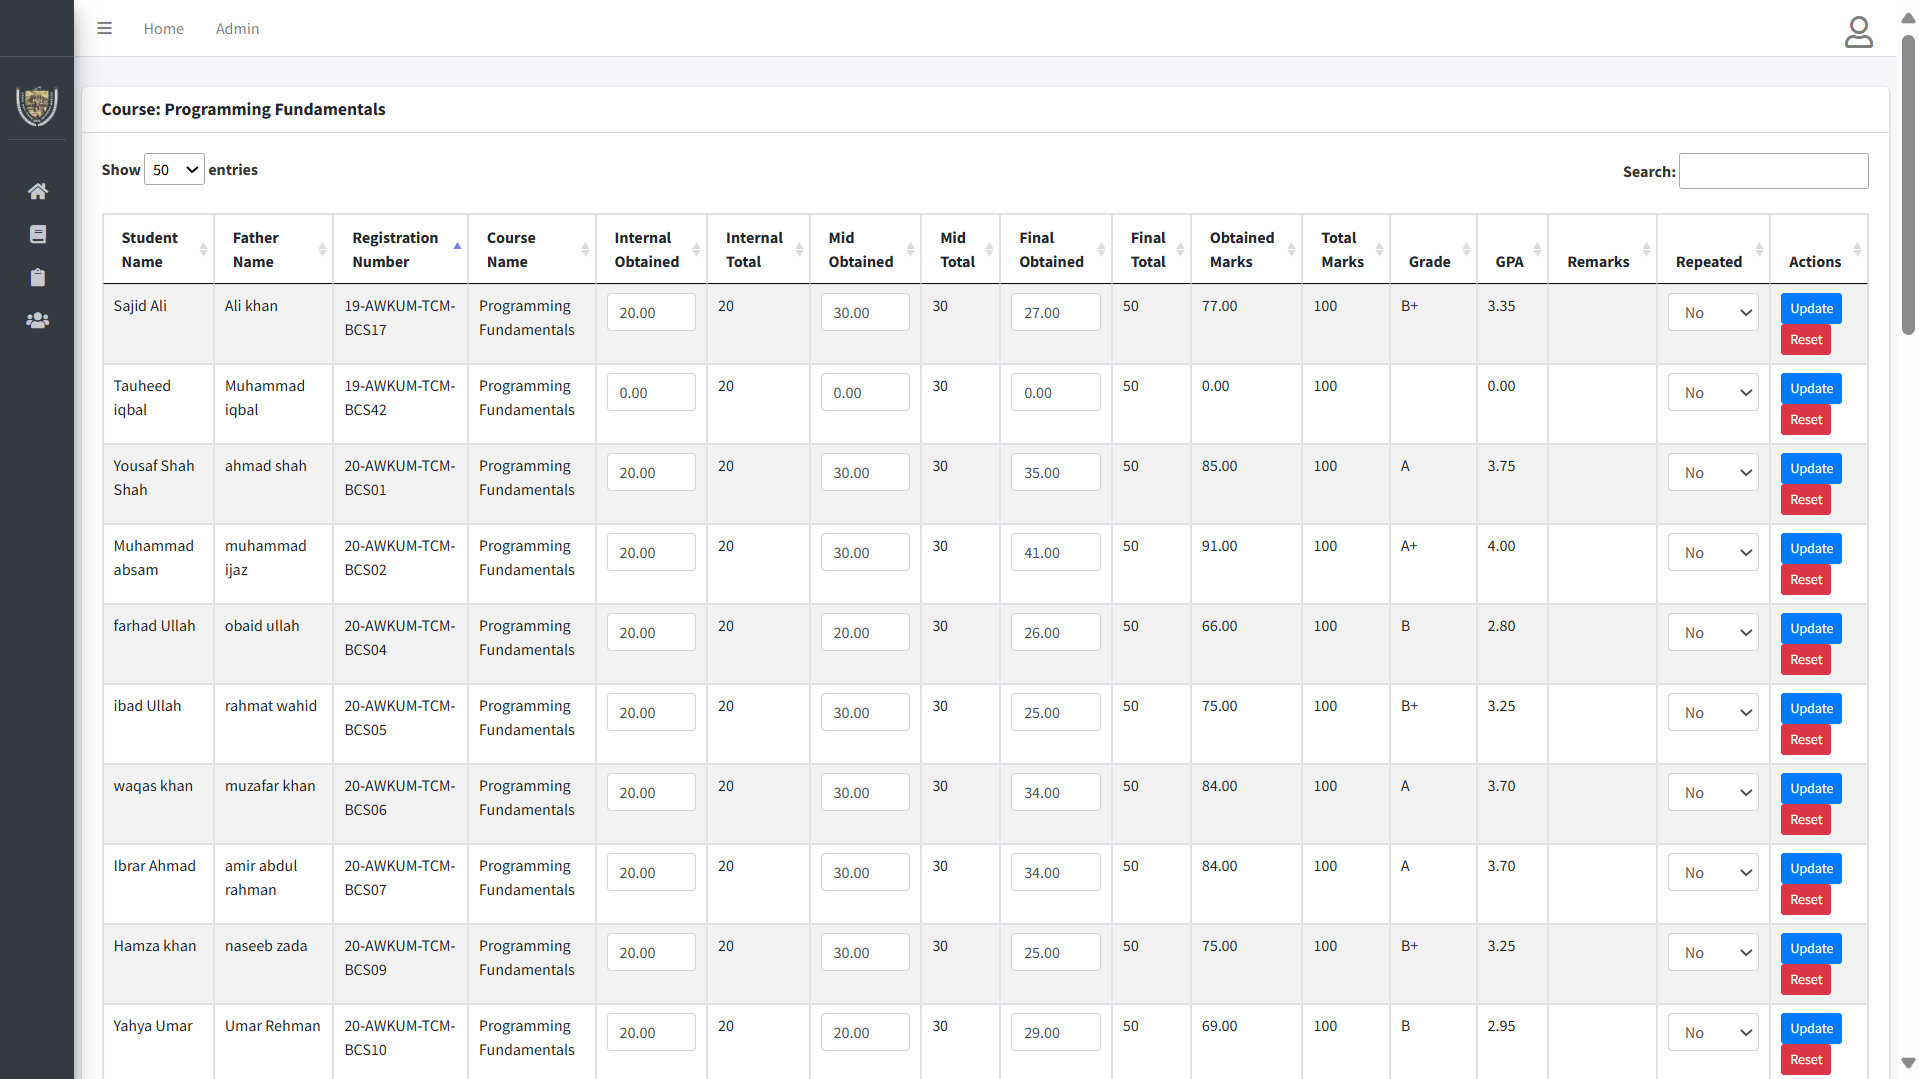 Home Admin
Course: Programming Fundamentals
Show 50 entries
Search:
Student Name Father Name Registration Number Course Name Internal Obtained Internal Total Mid Obtained Mid Total Final Obtained Final Total Obtained Marks Total Marks Grade GPA Remarks Repeated Actions
Sajid Ali Ali khan 19-AWKUM-TCM-BCS17 Programming Fundamentals 20.00 20 30.00 30 27.00 50 77.00 100 B+ 3.35 No Update Reset
Tauheed iqbal Muhammad iqbal 19-AWKUM-TCM-BCS42 Programming Fundamentals 0.00 20 0.00 30 0.00 50 0.00 100 0.00 No Update Reset
Yousaf Shah Shah ahmad shah 20-AWKUM-TCM-BCS01 Programming Fundamentals 20.00 20 30.00 30 35.00 50 85.00 100 A 3.75 No Update Reset
Muhammad absam muhammad ijaz 20-AWKUM-TCM-BCS02 Programming Fundamentals 20.00 20 30.00 30 41.00 50 91.00 100 A+ 4.00 No Update Reset
farhad Ullah obaid ullah 20-AWKUM-TCM-BCS04 Programming Fundamentals 20.00 20 20.00 30 26.00 50 66.00 100 B 2.80 No Update Reset
ibad Ullah rahmat wahid 20-AWKUM-TCM-BCS05 Programming Fundamentals 20.00 20 30.00 30 25.00 50 75.00 100 B+ 3.25 No Update Reset
waqas khan muzafar khan 20-AWKUM-TCM-BCS06 Programming Fundamentals 20.00 20 30.00 30 34.00 50 84.00 100 A 3.70 No Update Reset
Ibrar Ahmad amir abdul rahman 20-AWKUM-TCM-BCS07 Programming Fundamentals 20.00 20 30.00 30 34.00 50 84.00 100 A 3.70 No Update Reset
Hamza khan naseeb zada 20-AWKUM-TCM-BCS09 Programming Fundamentals 20.00 20 30.00 30 25.00 50 75.00 100 B+ 3.25 No Update Reset
Yahya Umar Umar Rehman 20-AWKUM-TCM-BCS10 Programming Fundamentals 20.00 20 20.00 30 29.00 50 69.00 100 B 2.95 No Update Reset